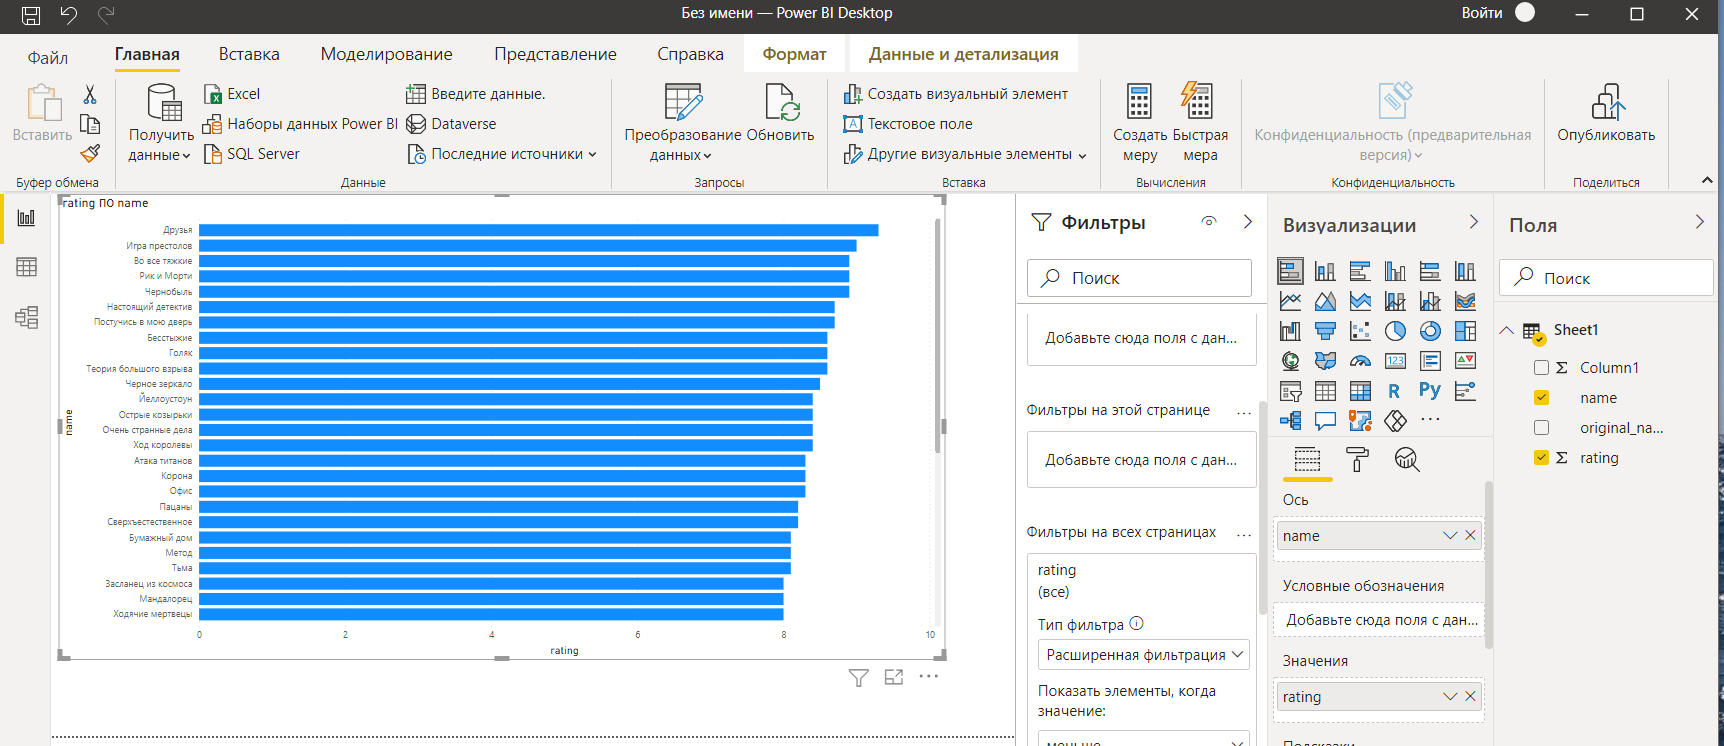 Без имени — Power BI Desktop
Войти
Файл
Главная
Вставка
Моделирование
Представление
Справка
Формат
Данные и детализация
Вставить
Буфер обмена
Получить
данные
Excel
Наборы данных Power BI
SQL Server
Введите данные.
Dataverse
Последние источники
Данные
Преобразование
данных
Обновить
Запросы
Создать визуальный элемент
Текстовое поле
Другие визуальные элементы
Вставка
Создать
меру
Быстрая
мера
Вычисления
Конфиденциальность (предварительная
версия)
Конфиденциальность
Опубликовать
Поделиться
rating ПО name
Друзья
Игра престолов
Во все тяжкие
Рик и Морти
Чернобыль
Настоящий детектив
Постучись в мою дверь
Бесстыжие
Голяк
Теория большого взрыва
Черное зеркало
Йеллоустоун
Острые козырьки
Очень странные дела
Ход королевы
Атака титанов
Корона
Офис
Пацаны
Сверхъестественное
Бумажный дом
Метод
Тьма
Засланец из космоса
Мандалорец
Ходячие мертвецы
name
0 2 4 6 8 10
rating
Фильтры
Поиск
Добавьте сюда поля с дан...
Фильтры на этой странице
Добавьте сюда поля с дан...
Фильтры на всех страницах
rating
(все)
Тип фильтра
Расширенная фильтрация
Показать элементы, когда
значение:
меньше
Визуализации
123
R
Py
Ось
name
Условные обозначения
Добавьте сюда поля с дан...
Значения
rating
Подсказки
Поля
Поиск
Sheet1
Column1
name
original_na...
rating